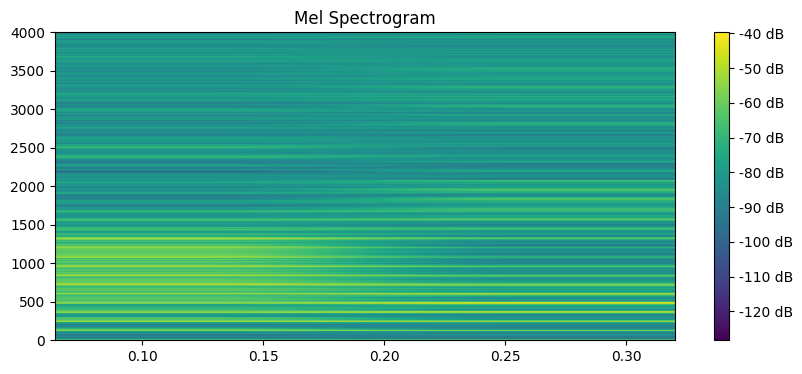 Mel Spectrogram
4000
3500
3000
2500
2000
1500
1000
500
0
0.10
0.15
0.20
0.25
0.30
-40 dB
-50 dB
-60 dB
-70 dB
-80 dB
-90 dB
-100 dB
-110 dB
-120 dB